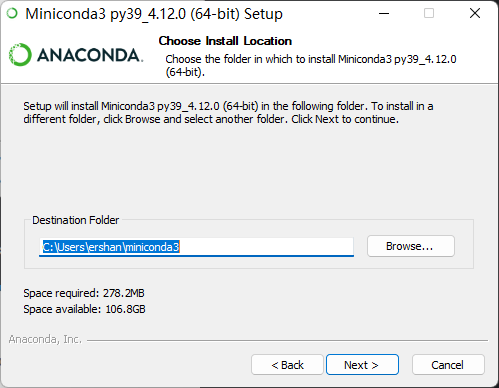 Miniconda3 py39_4.12.0 (64-bit) Setup
ANACONDA.
Choose Install Location
Choose the folder in which to install Miniconda3 py39_4.12.0
(64-bit).
Setup will install Miniconda3 py39_4.12.0 (64-bit) in the following folder. To install in a
different folder, click Browse and select another folder. Click Next to continue.
Destination Folder
C:\Users\ershan\miniconda3
Browse...
Space required: 278.2MB
Space available: 106.8GB
Anaconda, Inc.
< Back
Next >
Cancel